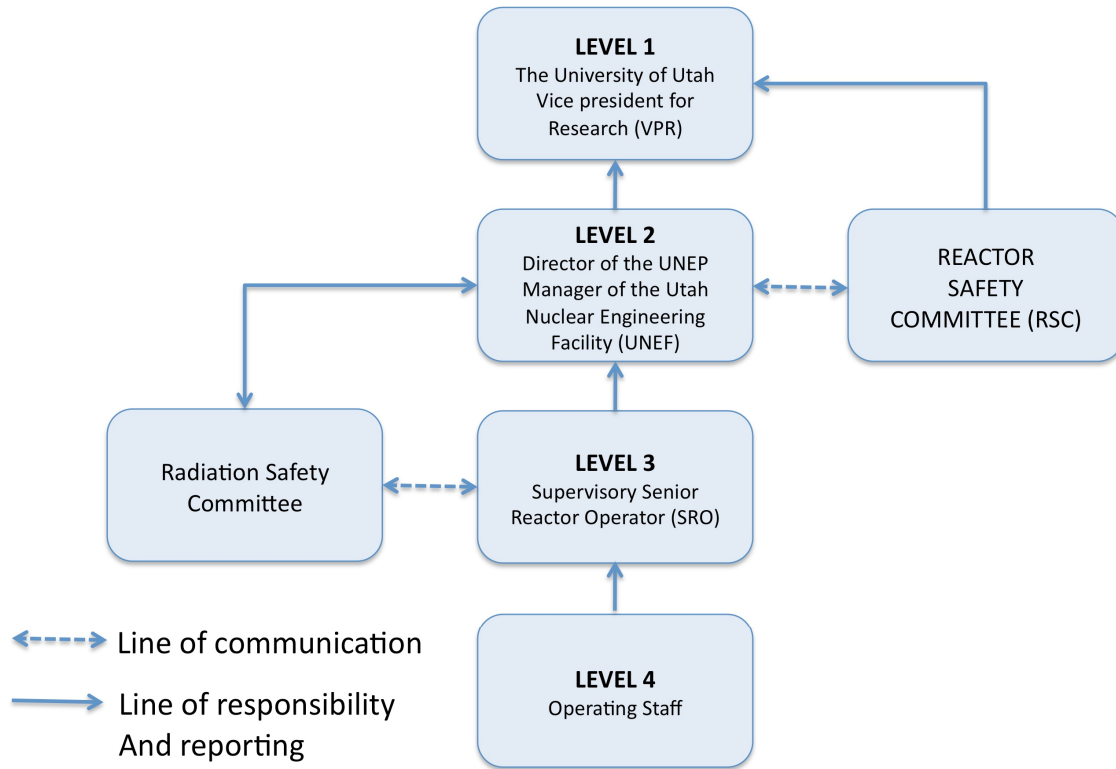 LEVEL 1
The University of Utah
Vice president for
Research (VPR)
LEVEL 2
Director of the UNEP
Manager of the Utah
Nuclear Engineering
Facility (UNEF)
REACTOR
SAFETY
COMMITTEE (RSC)
Radiation Safety
Committee
LEVEL 3
Supervisory Senior
Reactor Operator (SRO)
LEVEL 4
Operating Staff
Line of communication
Line of responsibility
And reporting